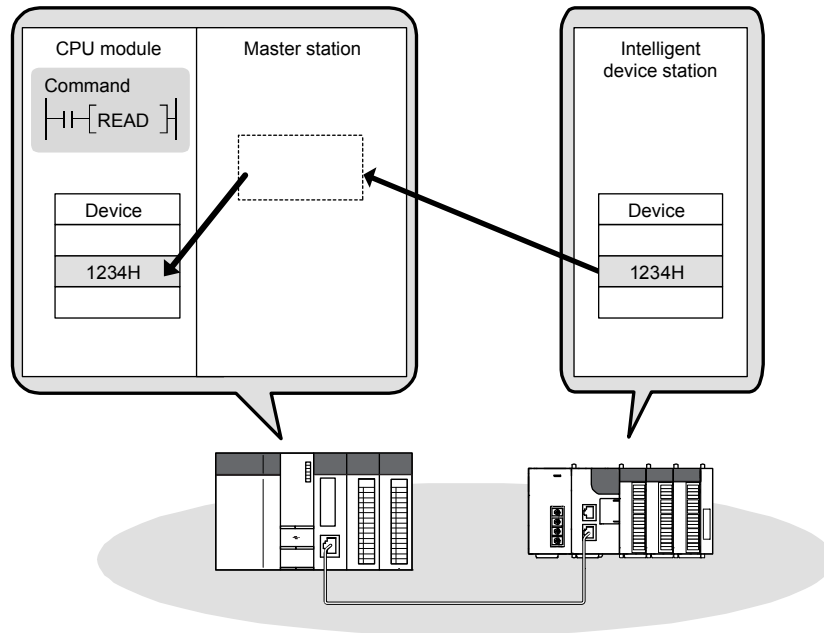 CPU module
Master station
Command
READ
Device
1234H
Intelligent
device station
Device
1234H